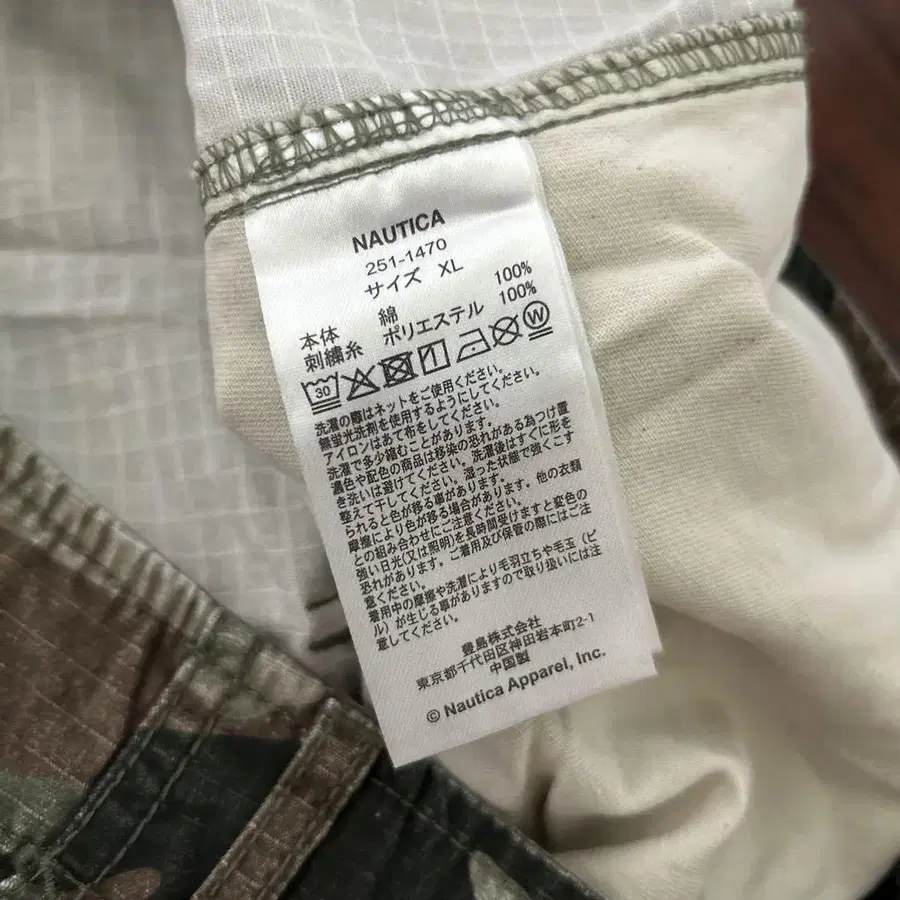 NAUTICA
251-1470
サイズ XL
本体 綿 100%
刺繍糸 ポリエステル 100%
30 W
洗濯の際はネットをご使用ください。
無蛍光洗剤を使用するようにしてください。
アイロンはあて布をしてください。
洗濯で多少縮むことがあります。
濃色や配色の商品は移染の恐れがある為つけ置
き洗いは避けてください。洗濯後はすぐに形を
整えて干してください。湿った状態で強くこす
られると色が移る事があります。他の衣類
摩擦により色が移る場合があります。
との組み合わせにご注意ください。
強い日光(又は照明)を長時間受けますと変色の
恐れがあります。ご着用及び保管の際にはご注
意ください。
着用中の摩擦や洗濯により毛羽立ちや毛玉(ピ
ル)が生じる事がありますので取り扱いには注
意してください。
豊島株式会社
東京都千代田区神田岩本町2-1
中国製
© Nautica Apparel, Inc.